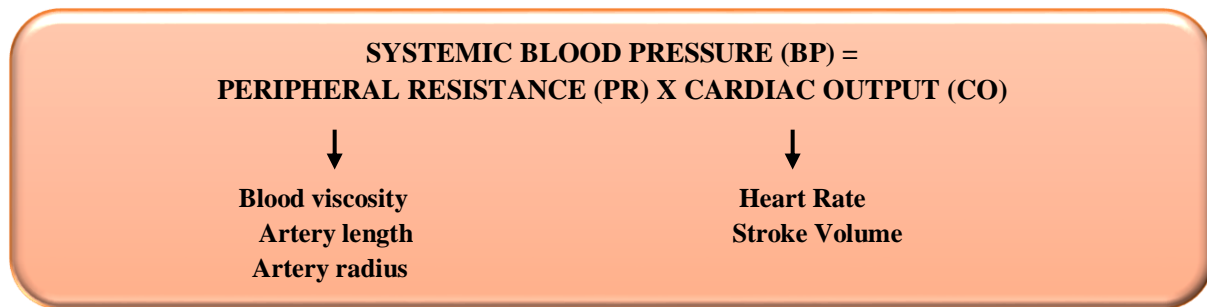 SYSTEMIC BLOOD PRESSURE (BP) =
PERIPHERAL RESISTANCE (PR) X CARDIAC OUTPUT (CO)
Blood viscosity
Artery length
Artery radius
Heart Rate
Stroke Volume